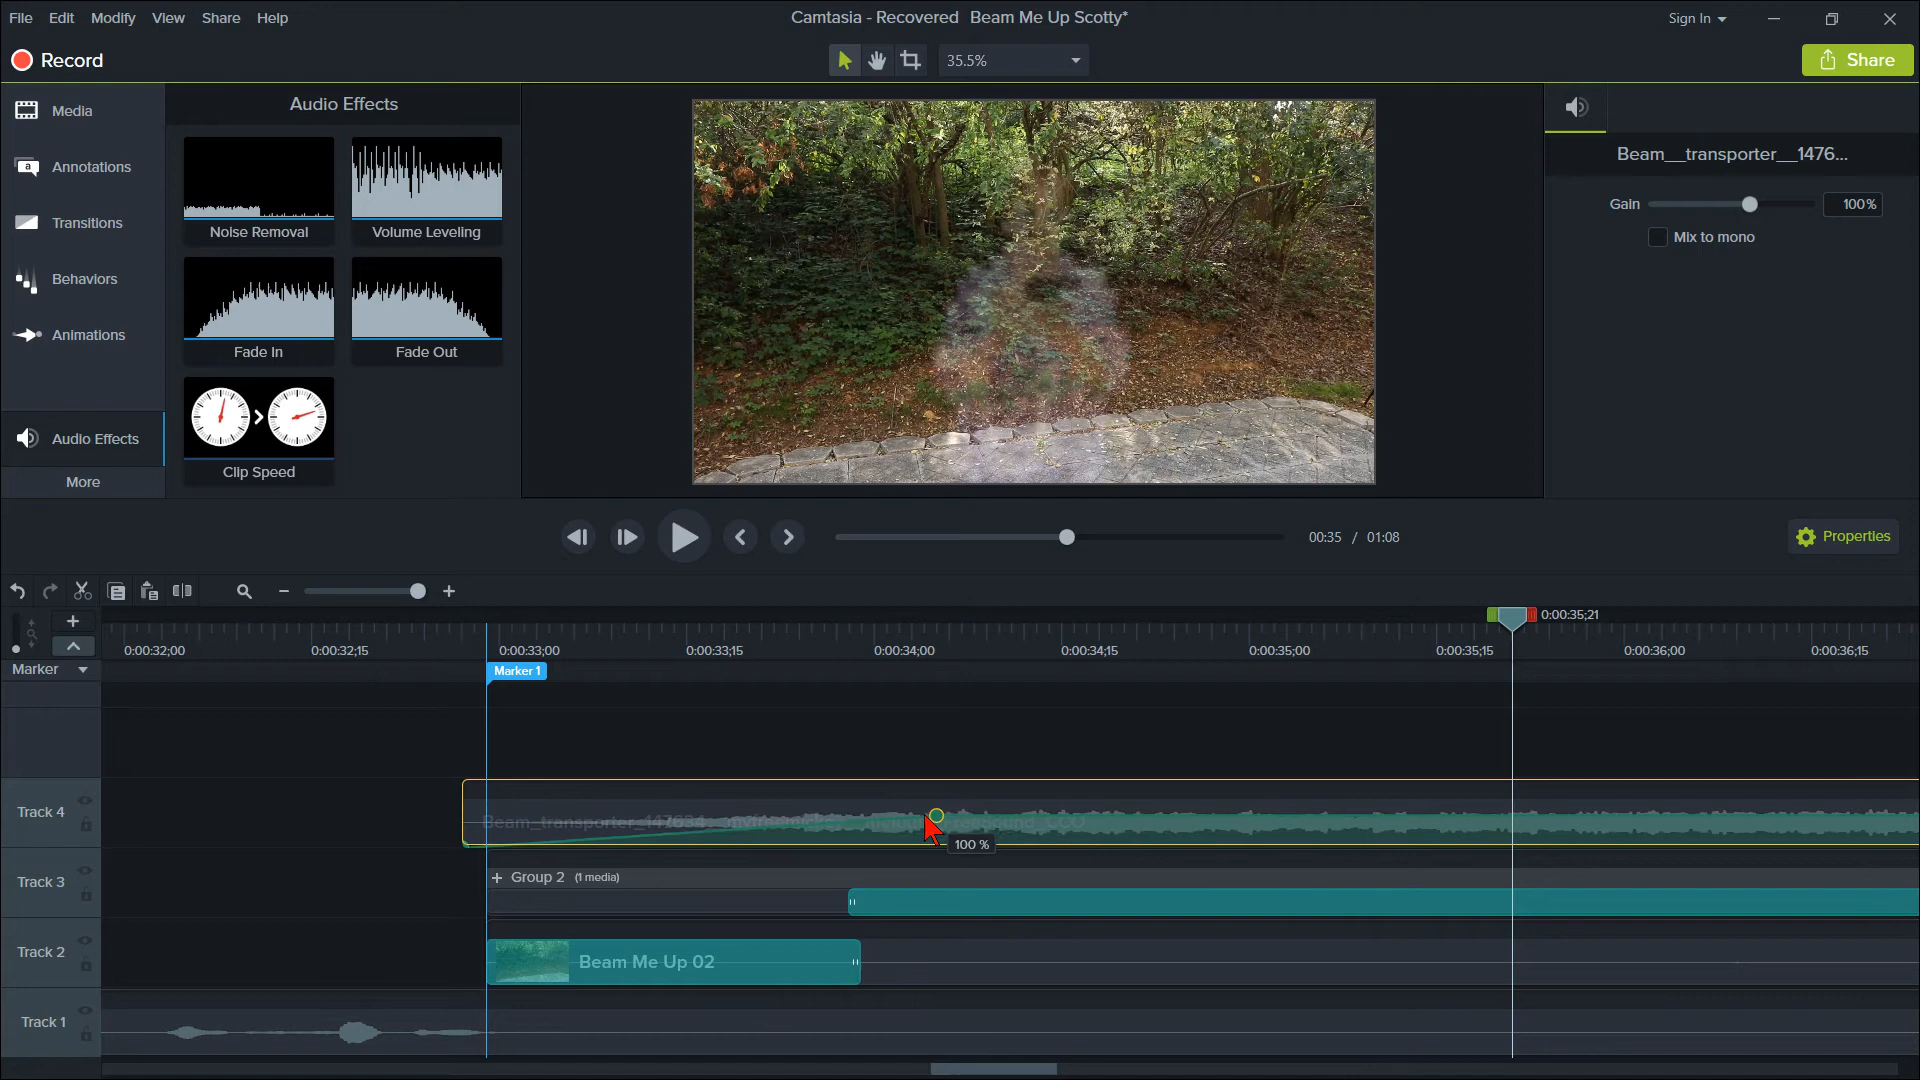 File Edit Modify View Share Help
Camtasia - Recovered Beam Me Up Scotty*
Sign In
Record
35.5%
Share
Media
Annotations
Transitions
Behaviors
Animations
Audio Effects
More
Audio Effects
Noise Removal
Volume Leveling
Fade In
Fade Out
Clip Speed
Beam__transporter__1476...
Gain
100%
Mix to mono
00:35 / 01:08
Properties
0:00:35;21
0:00:32;00
0:00:32;15
0:00:33;00
0:00:33;15
0:00:34;00
0:00:34;15
0:00:35;00
0:00:35;15
0:00:36;00
0:00:36;15
Marker
Marker 1
Track 4
100 %
Track 3
+ Group 2 (1 media)
Track 2
Beam Me Up 02
Track 1